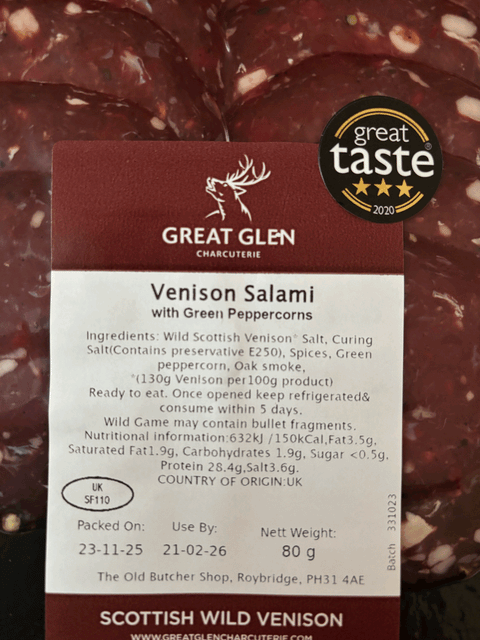 great
taste
2020
GREAT GLEN
CHARCUTERIE
Venison Salami
with Green Peppercorns
Ingredients: Wild Scottish Venison* Salt, Curing
Salt(Contains preservative E250), Spices, Green
peppercorn, Oak smoke,
*(130g Venison per100g product)
Ready to eat. Once opened keep refrigerated&
consume within 5 days.
Wild Game may contain bullet fragments.
Nutritional information:632kJ /150kCal,Fat3.5g,
Saturated Fat1.9g, Carbohydrates 1.9g, Sugar <0.5g,
Protein 28.4g,Salt3.6g.
COUNTRY OF ORIGIN:UK
UK
SF110
Packed On: Use By: Nett Weight:
23-11-25 21-02-26 80 g
Batch 331023
The Old Butcher Shop, Roybridge, PH31 4AE
SCOTTISH WILD VENISON
WWW.GREATGLENCHARCUTERIE.COM